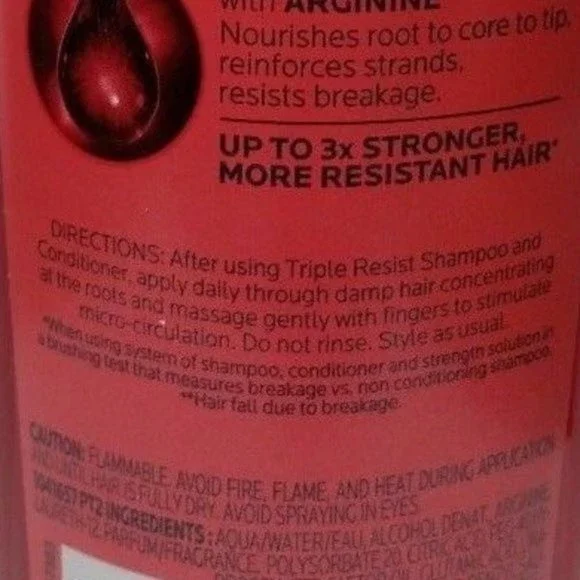 with ARGININE
Nourishes root to core to tip,
reinforces strands,
resists breakage.
UP TO 3x STRONGER,
MORE RESISTANT HAIR*
DIRECTIONS: After using Triple Resist Shampoo and
Conditioner, apply daily through damp hair concentrating
at the roots and massage gently with fingers to stimulate
micro-circulation. Do not rinse. Style as usual.
*When using system of shampoo, conditioner and strength solution in
a brushing test that measures breakage vs. non conditioning shampoo.
**Hair fall due to breakage.
CAUTION: FLAMMABLE. AVOID FIRE, FLAME, AND HEAT DURING APPLICATION
AND UNTIL HAIR IS FULLY DRY. AVOID SPRAYING IN EYES.
1041657 PT2 INGREDIENTS: AQUA/WATER/EAU, ALCOHOL DENAT., ARGININE,
LAURETH-12, PARFUM/FRAGRANCE, POLYSORBATE 20, CITRIC ACID,